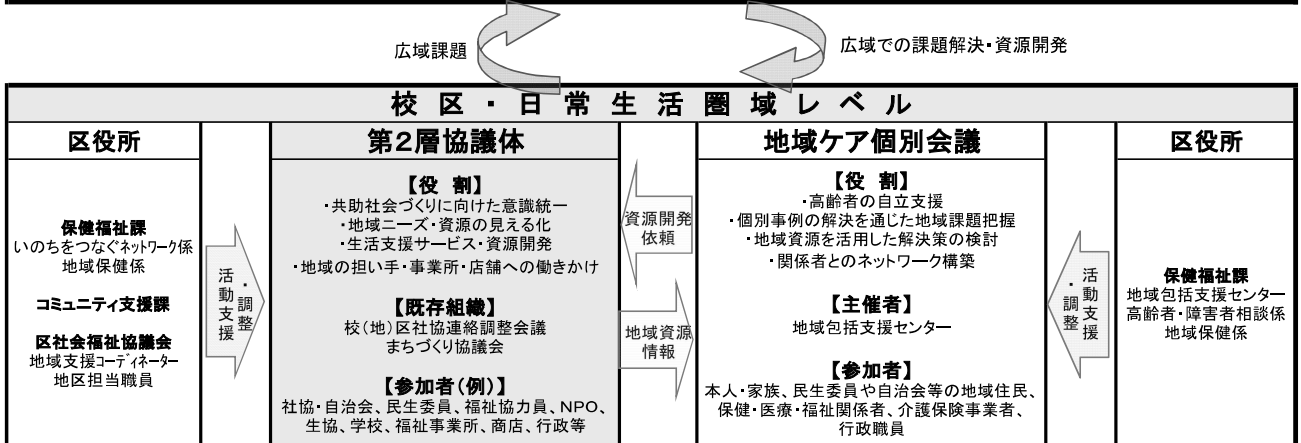 広域課題
広域での課題解決・資源開発
校区・日常生活圏域レベル
区役所
保健福祉課
いのちをつなぐネットワーク係
地域保健係
コミュニティ支援課
区社会福祉協議会
地域支援コーディネーター
地区担当職員
活動支援
・調整
第2層協議体
【役 割】
・共助社会づくりに向けた意識統一
・地域ニーズ・資源の見える化
・生活支援サービス・資源開発
・地域の担い手・事業所・店舗への働きかけ
【既存組織】
校(地)区社協連絡調整会議
まちづくり協議会
【参加者(例)】
社協・自治会、民生委員、福祉協力員、NPO、
生協、学校、福祉事業所、商店、行政等
資源開発
依頼
地域資源
情報
地域ケア個別会議
【役 割】
・高齢者の自立支援
・個別事例の解決を通じた地域課題把握
・地域資源を活用した解決策の検討
・関係者とのネットワーク構築
【主催者】
地域包括支援センター
【参加者】
本人・家族、民生委員や自治会等の地域住民、
保健・医療・福祉関係者、介護保険事業者、
行政職員
活動支援
・調整
区役所
保健福祉課
地域包括支援センター
高齢者・障害者相談係
地域保健係